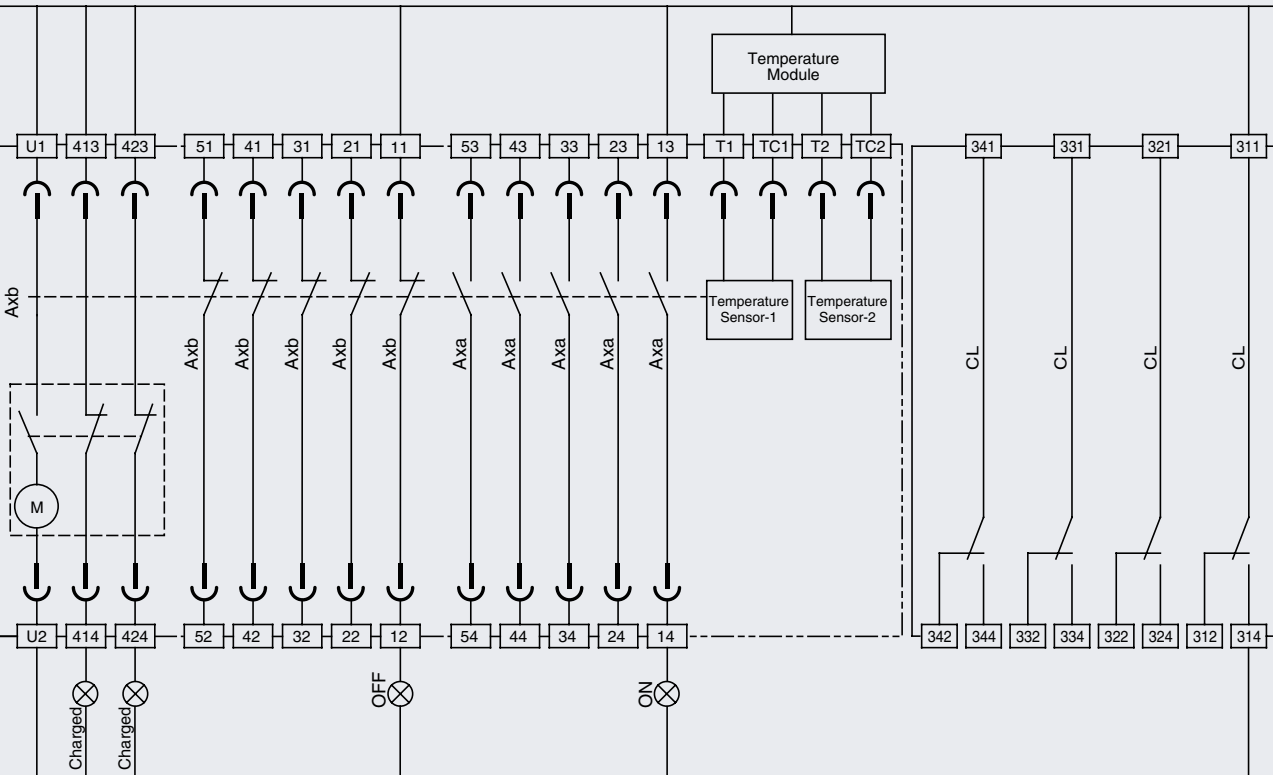 Temperature
Module
U1 413 423 51 41 31 21 11 53 43 33 23 13 T1 TC1 T2 TC2 341 331 321 311
Axb
Temperature
Sensor-1
Temperature
Sensor-2
Axb Axb Axb Axb Axb Axa Axa Axa Axa Axa CL CL CL CL
M
U2 414 424 52 42 32 22 12 54 44 34 24 14 342 344 332 334 322 324 312 314
Charged
Charged
OFF
ON